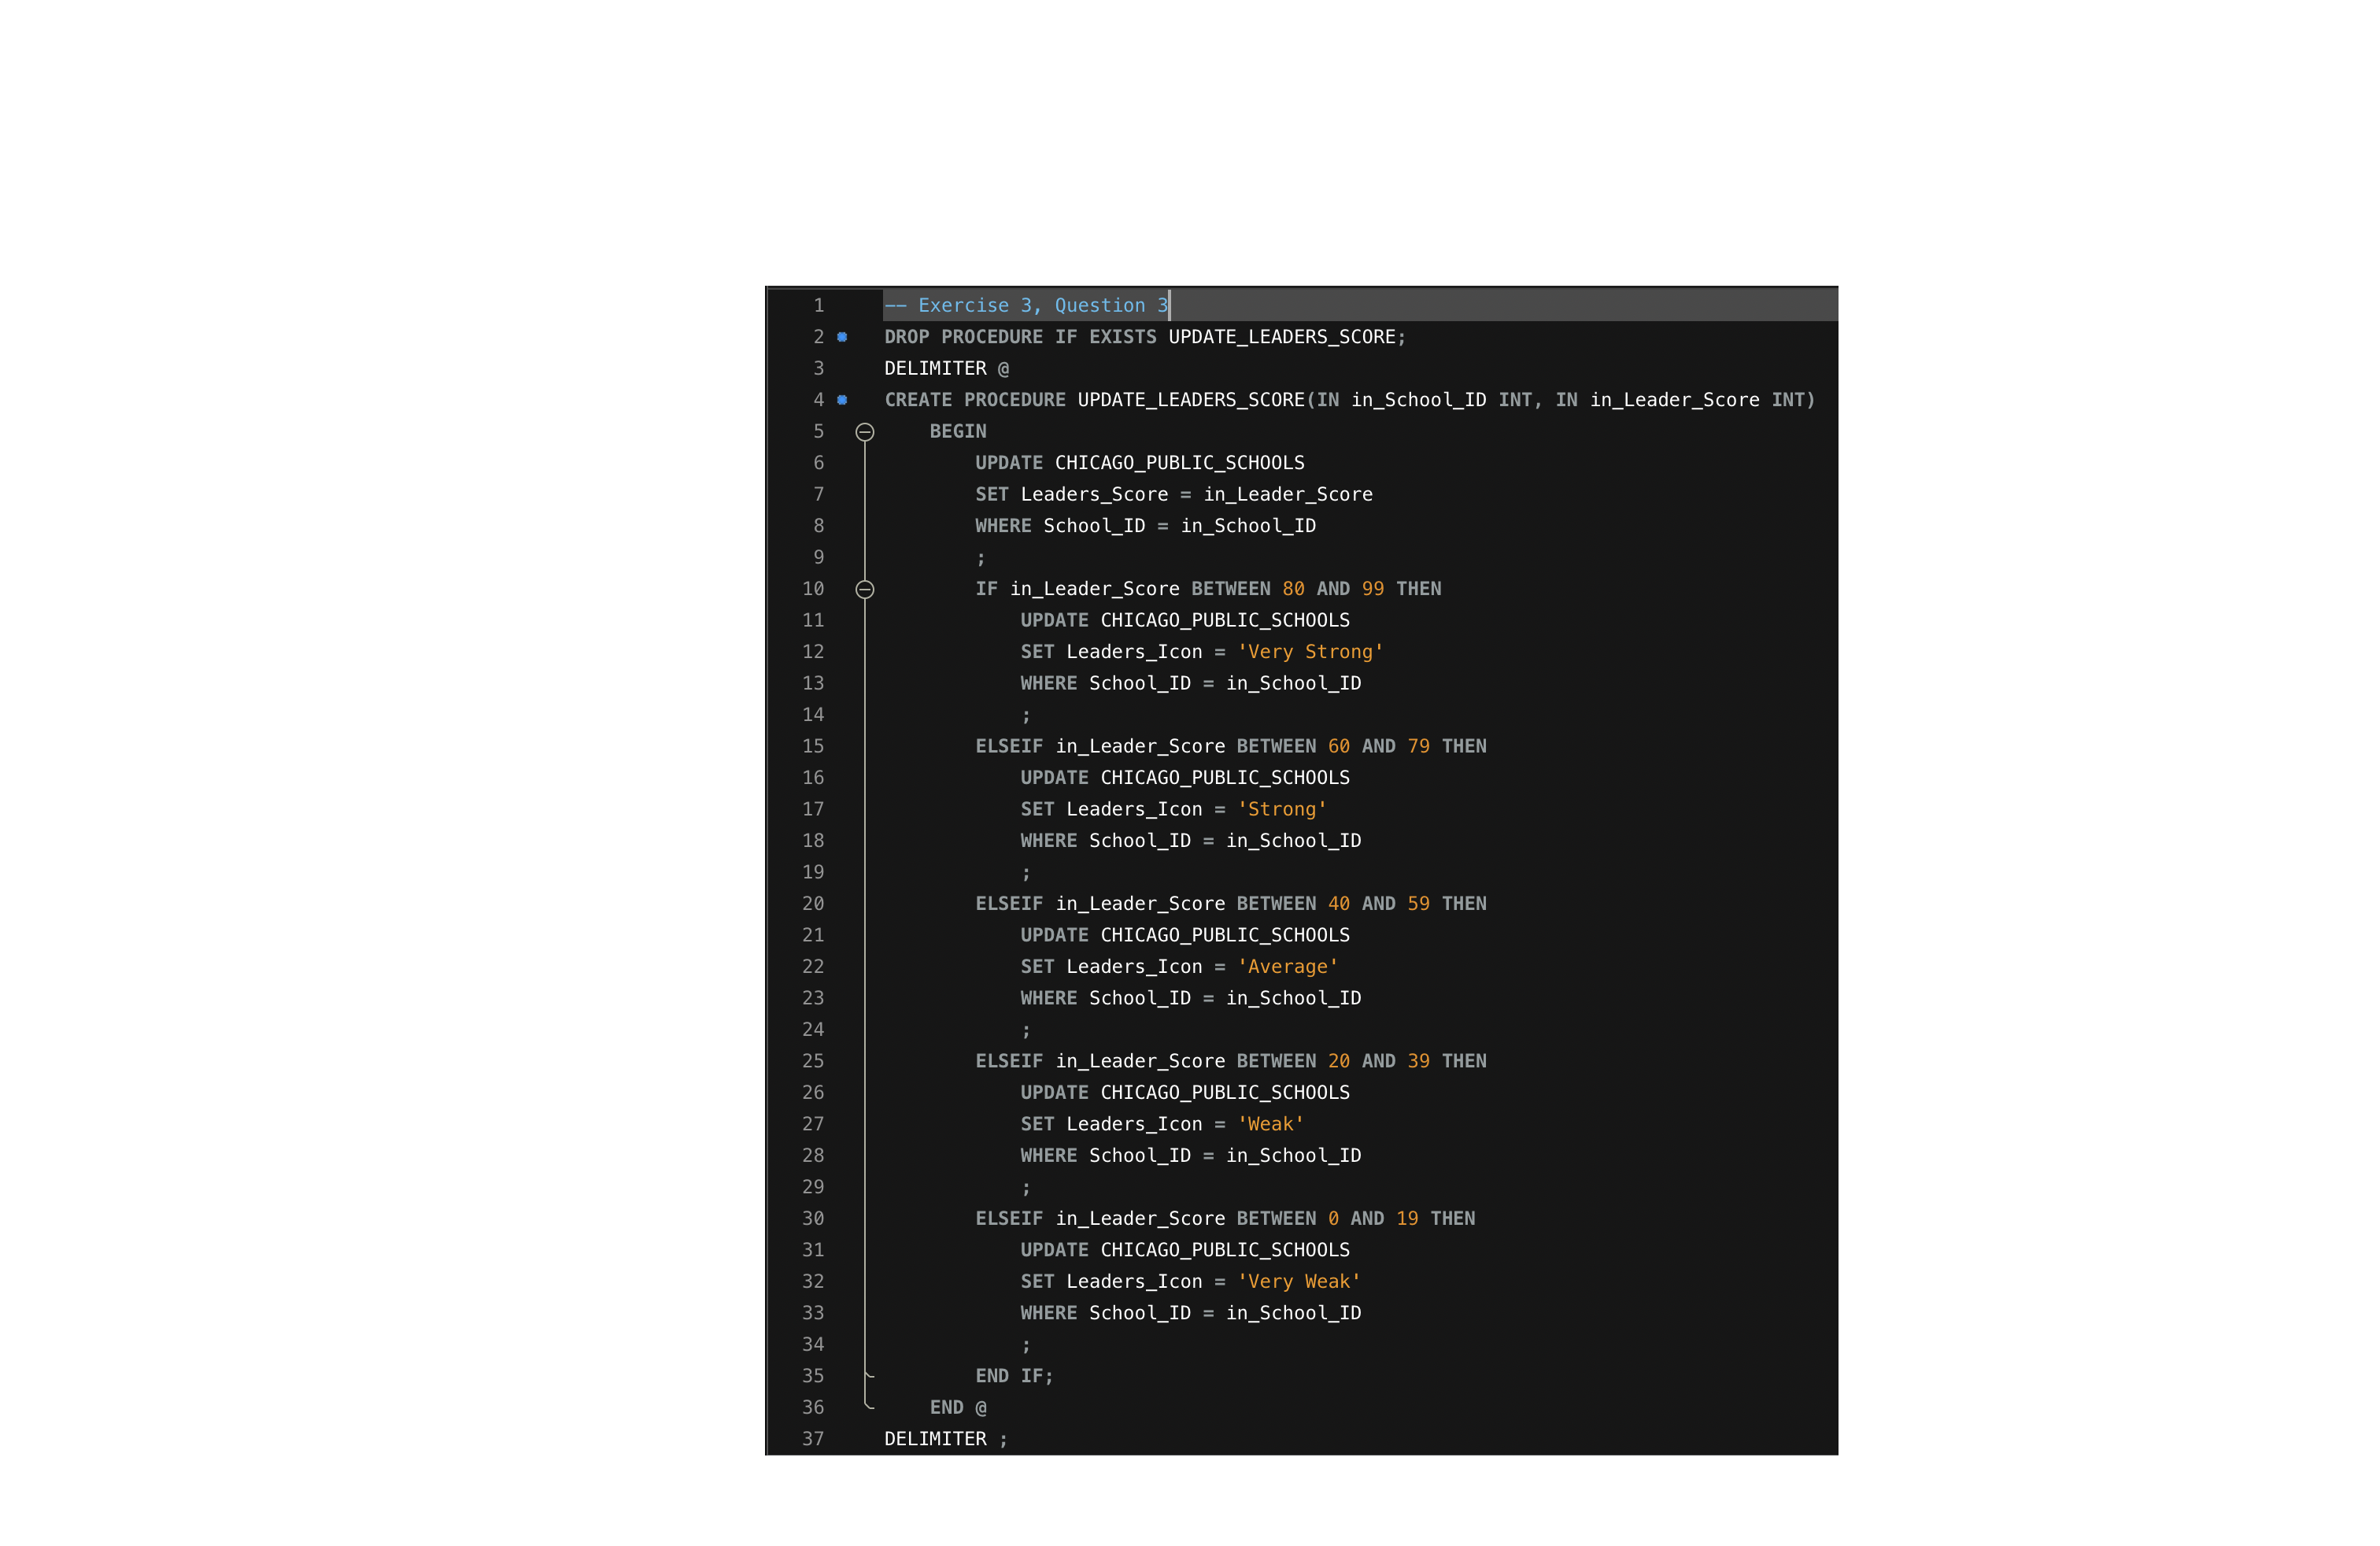 1 -- Exercise 3, Question 3
2 DROP PROCEDURE IF EXISTS UPDATE_LEADERS_SCORE;
3 DELIMITER @
4 CREATE PROCEDURE UPDATE_LEADERS_SCORE(IN in_School_ID INT, IN in_Leader_Score INT)
5     BEGIN
6         UPDATE CHICAGO_PUBLIC_SCHOOLS
7         SET Leaders_Score = in_Leader_Score
8         WHERE School_ID = in_School_ID
9         ;
10         IF in_Leader_Score BETWEEN 80 AND 99 THEN
11             UPDATE CHICAGO_PUBLIC_SCHOOLS
12             SET Leaders_Icon = 'Very Strong'
13             WHERE School_ID = in_School_ID
14             ;
15         ELSEIF in_Leader_Score BETWEEN 60 AND 79 THEN
16             UPDATE CHICAGO_PUBLIC_SCHOOLS
17             SET Leaders_Icon = 'Strong'
18             WHERE School_ID = in_School_ID
19             ;
20         ELSEIF in_Leader_Score BETWEEN 40 AND 59 THEN
21             UPDATE CHICAGO_PUBLIC_SCHOOLS
22             SET Leaders_Icon = 'Average'
23             WHERE School_ID = in_School_ID
24             ;
25         ELSEIF in_Leader_Score BETWEEN 20 AND 39 THEN
26             UPDATE CHICAGO_PUBLIC_SCHOOLS
27             SET Leaders_Icon = 'Weak'
28             WHERE School_ID = in_School_ID
29             ;
30         ELSEIF in_Leader_Score BETWEEN 0 AND 19 THEN
31             UPDATE CHICAGO_PUBLIC_SCHOOLS
32             SET Leaders_Icon = 'Very Weak'
33             WHERE School_ID = in_School_ID
34             ;
35         END IF;
36     END @
37 DELIMITER ;